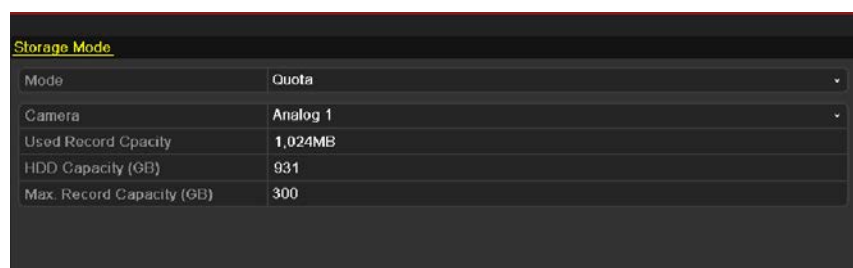 Storage Mode
Mode Quota
Camera Analog 1
Used Record Cpacity 1,024MB
HDD Capacity (GB) 931
Max. Record Capacity (GB) 300